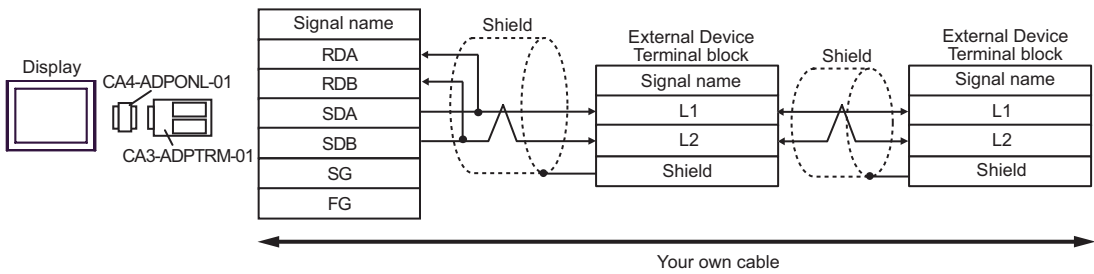 Display
CA4-ADPONL-01
CA3-ADPTRM-01
Signal name
RDA
RDB
SDA
SDB
SG
FG
Shield
External Device
Terminal block
Signal name
L1
L2
Shield
Shield
External Device
Terminal block
Signal name
L1
L2
Shield
Your own cable